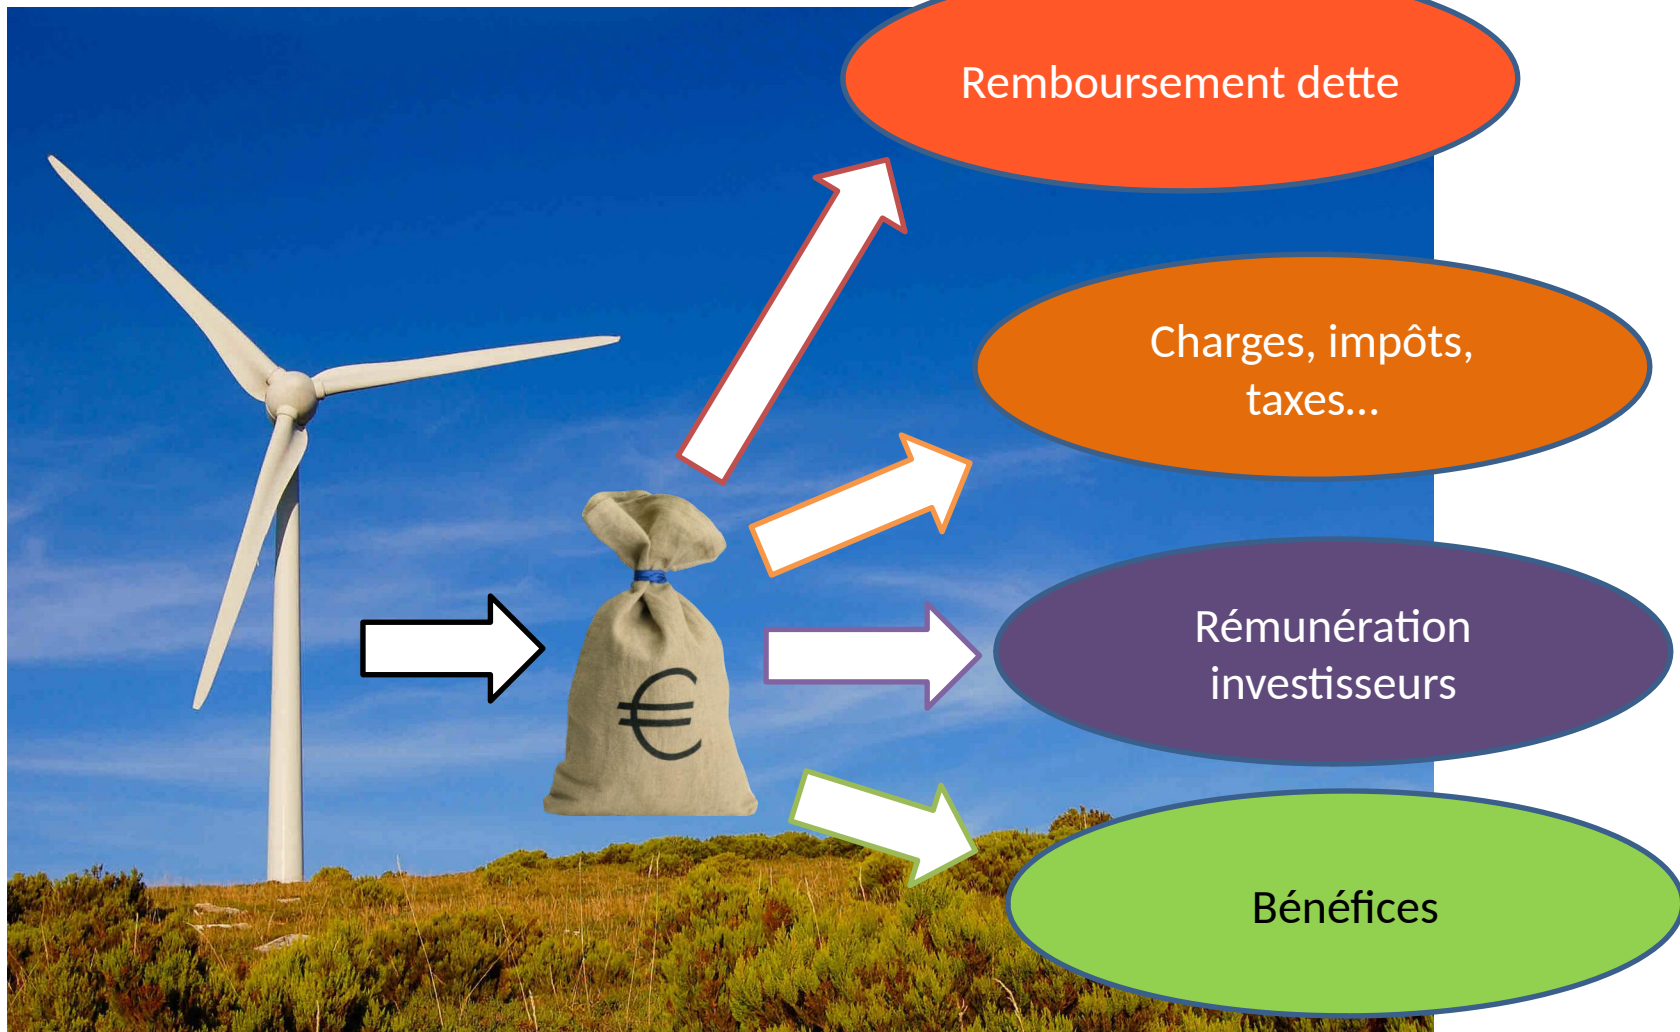 Remboursement dette
Charges, impôts,
taxes...
€
Rémunération
investisseurs
Bénéfices